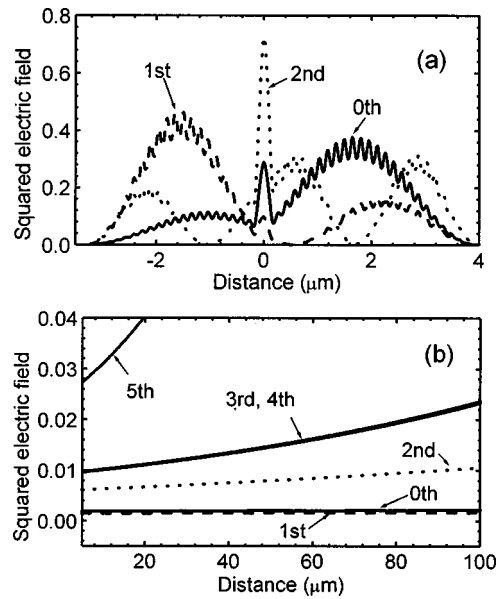 0.8
0.6
0.4
0.2
0.0
Squared electric field
1st
2nd
0th
(a)
-2 0 2 4
Distance (μm)
0.04
0.03
0.02
0.01
0.00
Squared electric field
(b)
5th
3rd, 4th
2nd
0th
1st
20 40 60 80 100
Distance (μm)